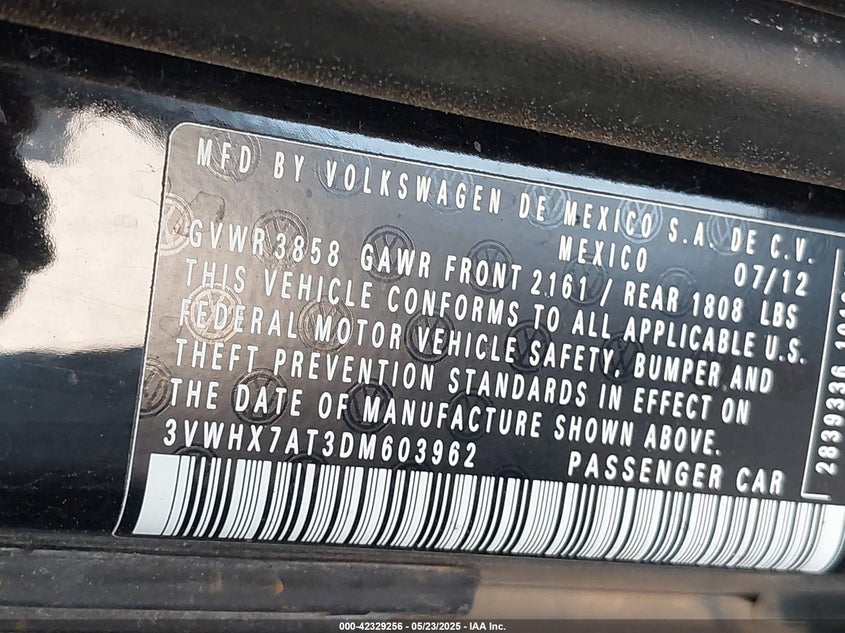 MFD BY VOLKSWAGEN DE MEXICO S.A. DE C.V.
MEXICO 07/12
GVWR 3858 GAWR FRONT 2161 / REAR 1808 LBS
THIS VEHICLE CONFORMS TO ALL APPLICABLE U.S.
FEDERAL MOTOR VEHICLE SAFETY, BUMPER AND
THEFT PREVENTION STANDARDS IN EFFECT ON
THE DATE OF MANUFACTURE SHOWN ABOVE.
3VWHX7AT3DM603962 PASSENGER CAR
2839336
000-42329256 - 05/23/2025 - IAA Inc.